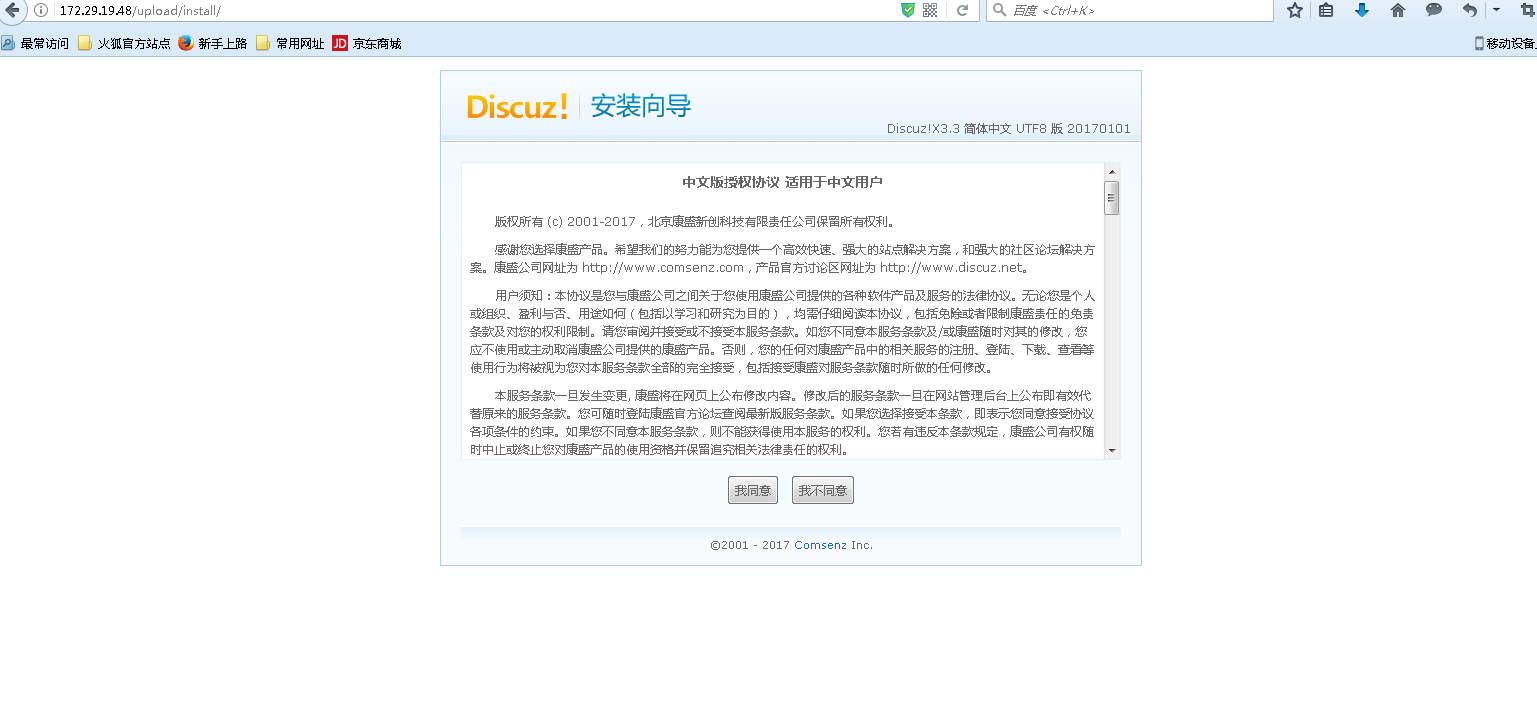 172.29.19.48/upload/install/
百度 <Ctrl+K>
最常访问 火狐官方站点 新手上路 常用网址 JD 京东商城 移动设备
Discuz! 安装向导
Discuz!X3.3 简体中文 UTF8 版 20170101
中文版授权协议 适用于中文用户
版权所有 (c) 2001-2017，北京康盛新创科技有限责任公司保留所有权利。
感谢您选择康盛产品。希望我们的努力能为您提供一个高效快速、强大的站点解决方案，和强大的社区论坛解决方
案。康盛公司网址为 http://www.comsenz.com，产品官方讨论区网址为 http://www.discuz.net。
用户须知：本协议是您与康盛公司之间关于您使用康盛公司提供的各种软件产品及服务的法律协议。无论您是个人
或组织、盈利与否、用途如何（包括以学习和研究为目的），均需仔细阅读本协议，包括免除或者限制康盛责任的免责
条款及对您的权利限制。请您审阅并接受或不接受本服务条款。如您不同意本服务条款及/或康盛随时对其的修改，您
应不使用或主动取消康盛公司提供的康盛产品。否则，您的任何对康盛产品中的相关服务的注册、登陆、下载、查看等
使用行为将被视为您对本服务条款全部的完全接受，包括接受康盛对服务条款随时所做的任何修改。
本服务条款一旦发生变更, 康盛将在网页上公布修改内容。修改后的服务条款一旦在网站管理后台上公布即有效代
替原来的服务条款。您可随时登陆康盛官方论坛查阅最新版服务条款。如果您选择接受本条款，即表示您同意接受协议
各项条件的约束。如果您不同意本服务条款，则不能获得使用本服务的权利。您若有违反本条款规定，康盛公司有权随
时中止或终止您对康盛产品的使用资格并保留追究相关法律责任的权利。
我同意 我不同意
©2001 - 2017 Comsenz Inc.